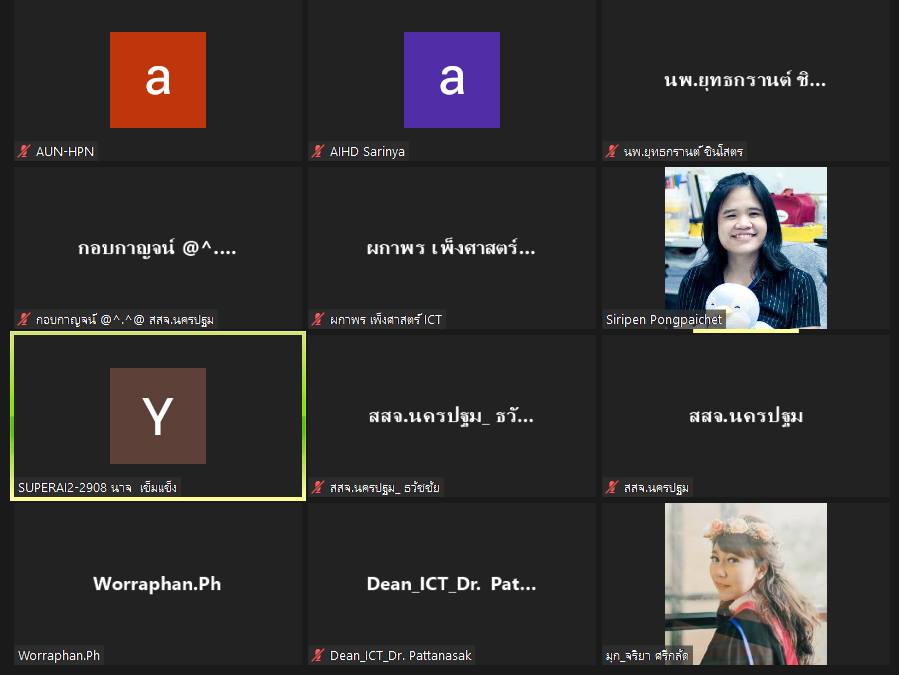 a
a
นพ.ยุทธกรานต์ ชิ...
AUN-HPN
AIHD Sarinya
นพ.ยุทธกรานต์ ชินโสตร
กอบกาญจน์ @^....
ผกาพร เพ็งศาสตร์...
กอบกาญจน์ @^.^@ สสจ.นครปฐม
ผกาพร เพ็งศาสตร์ ICT
Siripen Pongpaichet
Y
สสจ.นครปฐม_ ธวั...
สสจ.นครปฐม
SUPERAI2-2908 นาจ เข็มแข็ง
สสจ.นครปฐม_ ธวัชชัย
สสจ.นครปฐม
Worraphan.Ph
Dean_ICT_Dr. Pat...
Worraphan.Ph
Dean_ICT_Dr. Pattanasak
มุก_จริยา ศรีกลัด